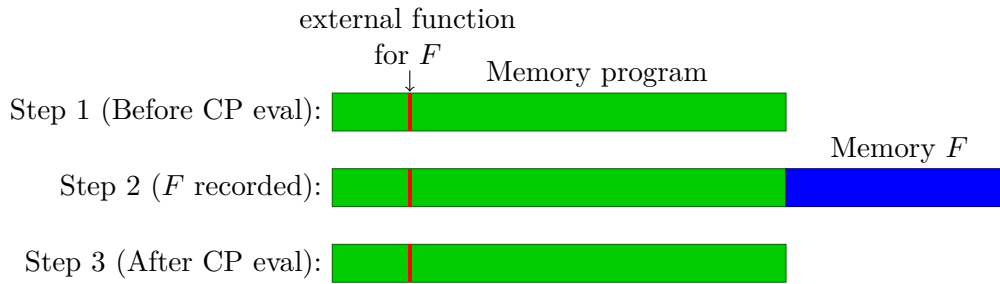 external function
for F
Memory program
Step 1 (Before CP eval):
Memory F
Step 2 (F recorded):
Step 3 (After CP eval):